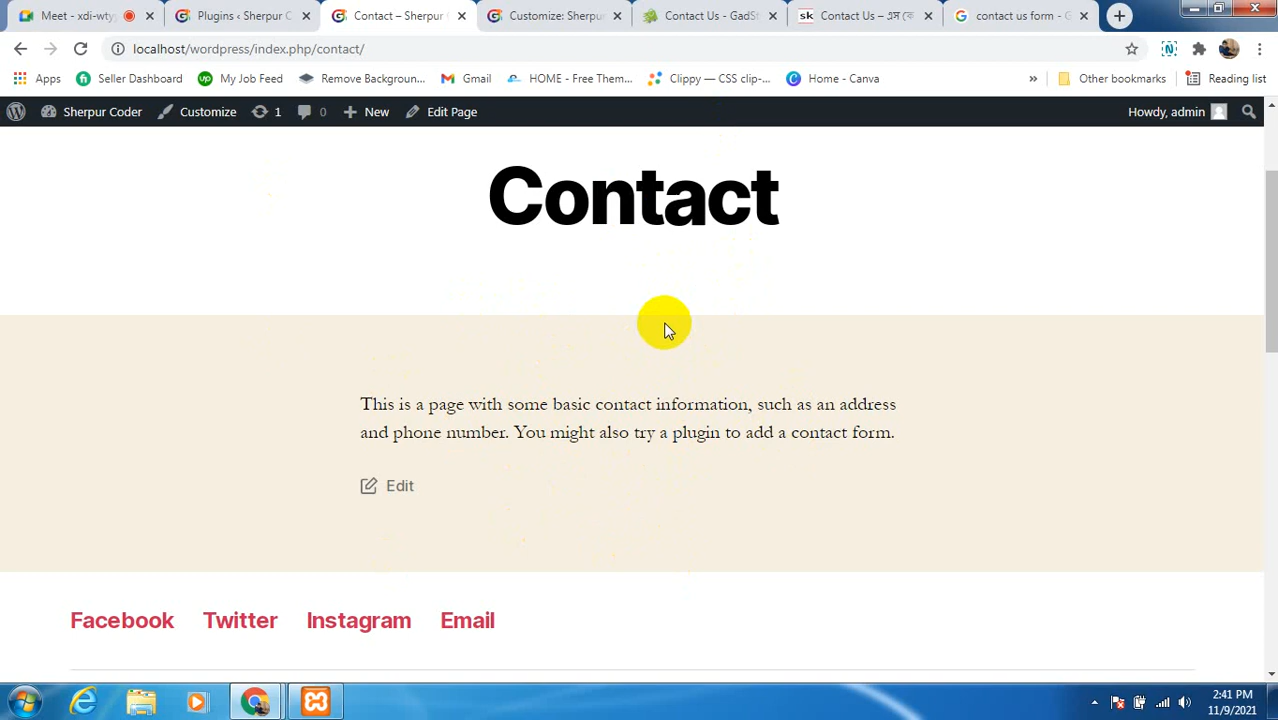 Meet - xdi-wty
Plugins ‹ Sherpur C
Contact – Sherpur
Customize: Sherpu
Contact Us - GadSt
Contact Us –
contact us form - G
localhost/wordpress/index.php/contact/
Apps
Seller Dashboard
My Job Feed
Remove Backgroun...
Gmail
HOME - Free Them...
Clippy — CSS clip-...
Home - Canva
»
Other bookmarks
Reading list
Sherpur Coder
Customize
1
0
New
Edit Page
Howdy, admin
Contact
This is a page with some basic contact information, such as an address
and phone number. You might also try a plugin to add a contact form.
Edit
Facebook Twitter Instagram Email
2:41 PM
11/9/2021